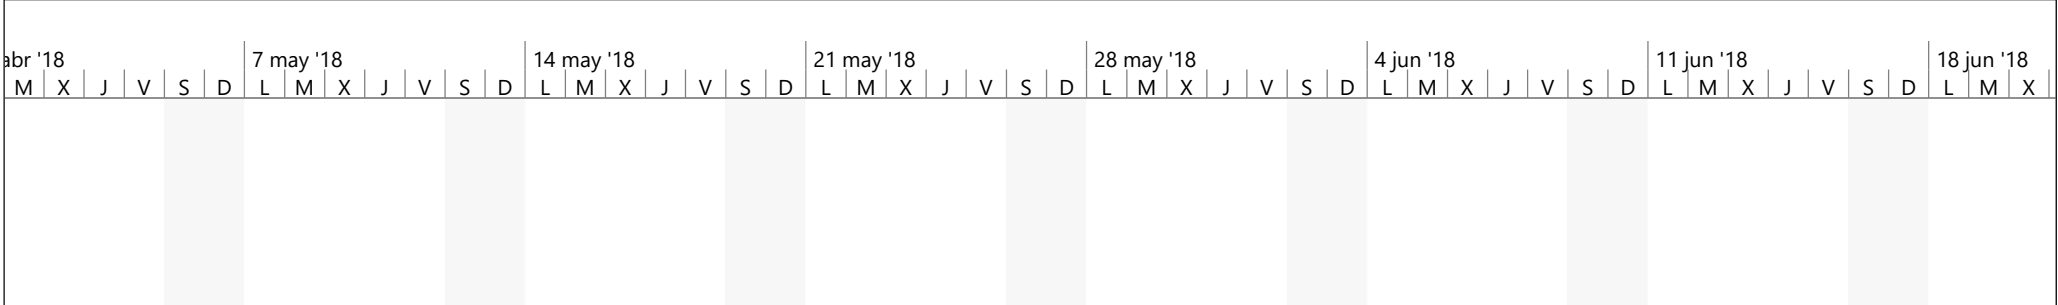 abr '18 7 may '18 14 may '18 21 may '18 28 may '18 4 jun '18 11 jun '18 18 jun '18
M X J V S D L M X J V S D L M X J V S D L M X J V S D L M X J V S D L M X J V S D L M X J V S D L M X